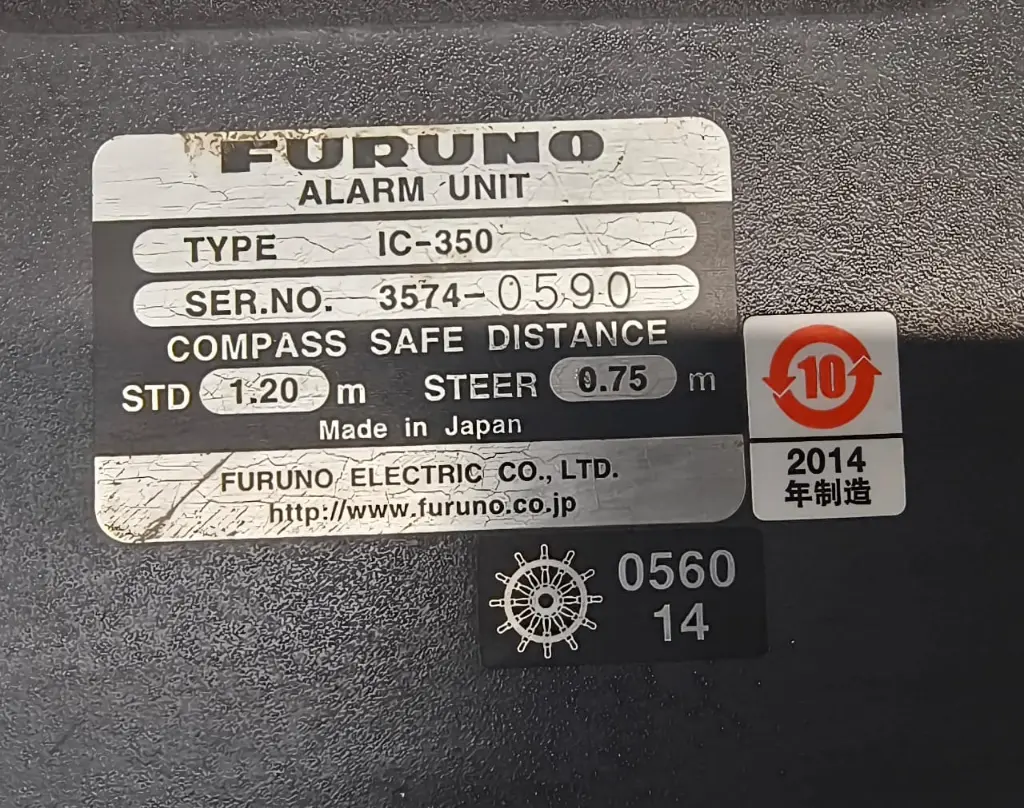 FURUNO
ALARM UNIT
TYPE IC-350
SER.NO. 3574-0590
COMPASS SAFE DISTANCE
STD 1.20 m STEER 0.75 m
Made in Japan
FURUNO ELECTRIC CO., LTD.
http://www.furuno.co.jp
10
2014
年制造
0560
14